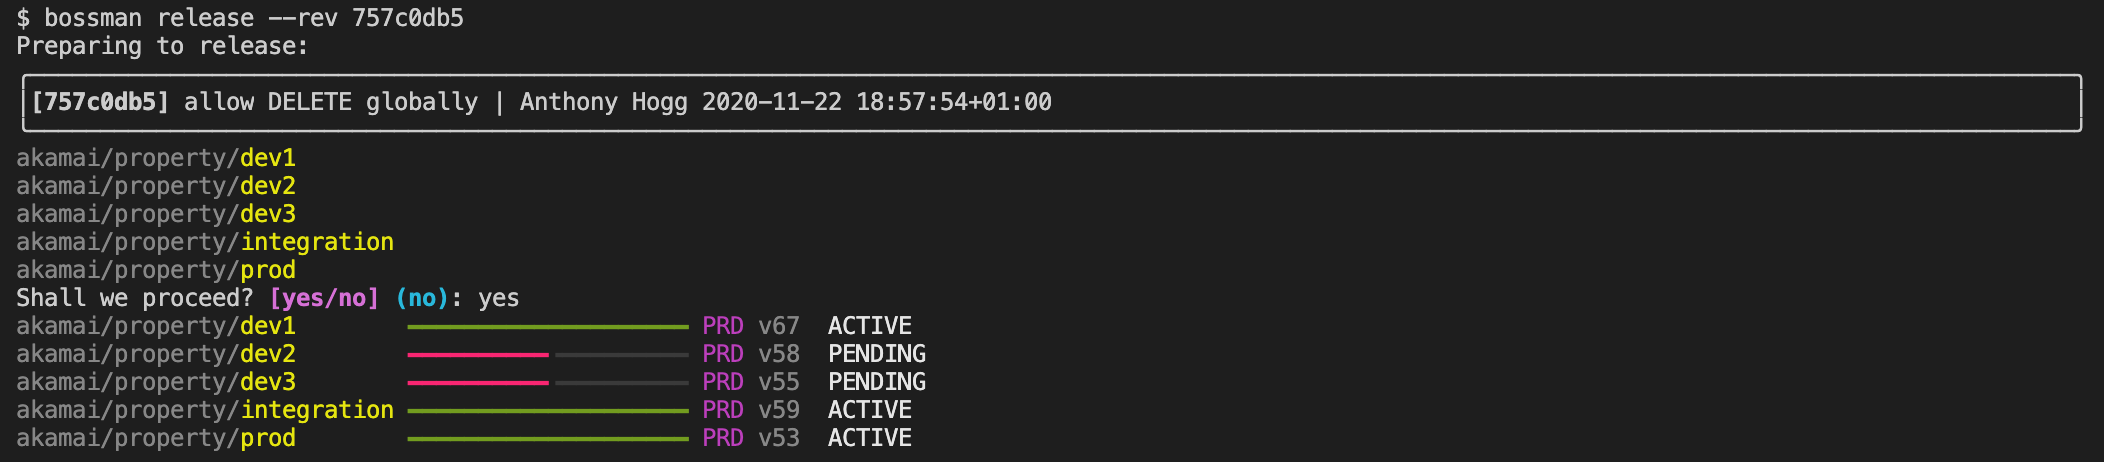 $ bossman release --rev 757c0db5
Preparing to release:
[757c0db5] allow DELETE globally | Anthony Hogg 2020-11-22 18:57:54+01:00
akamai/property/dev1
akamai/property/dev2
akamai/property/dev3
akamai/property/integration
akamai/property/prod
Shall we proceed? [yes/no] (no): yes
akamai/property/dev1 PRD v67 ACTIVE
akamai/property/dev2 PRD v58 PENDING
akamai/property/dev3 PRD v55 PENDING
akamai/property/integration PRD v59 ACTIVE
akamai/property/prod PRD v53 ACTIVE